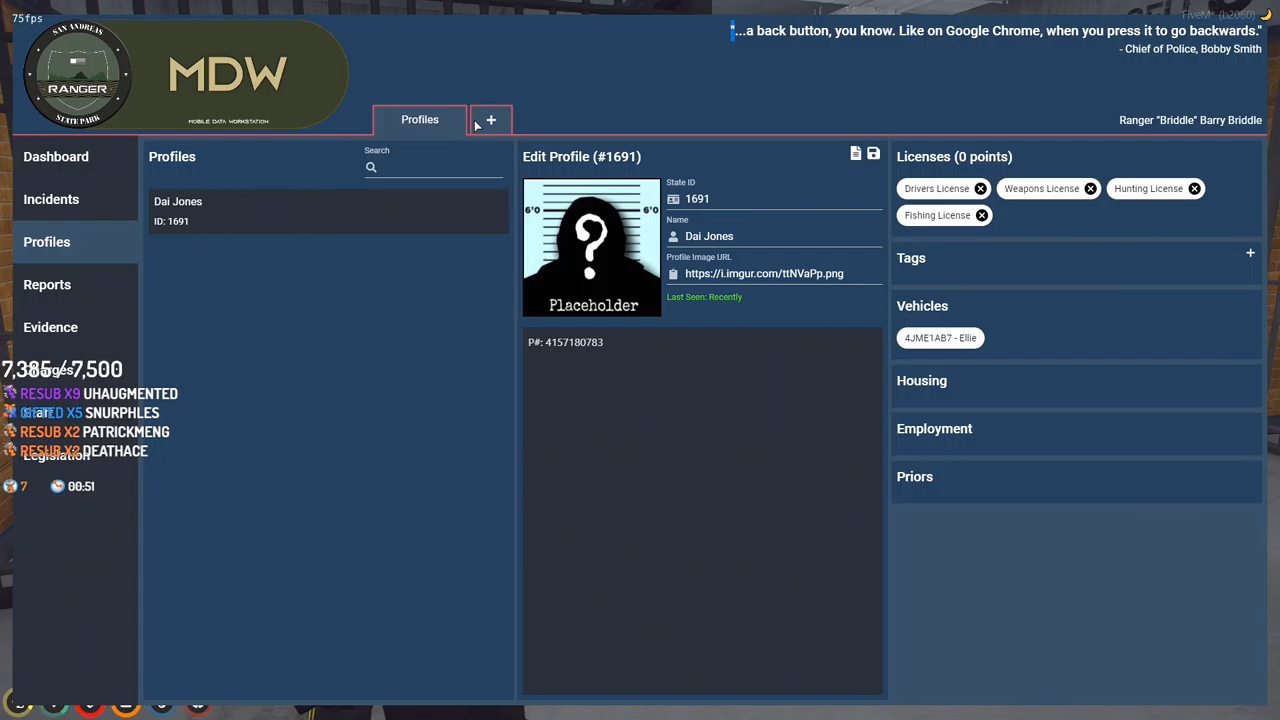 75fps
FiveM® (b2060)
SAN ANDREAS
RANGER
STATE PARK
MDW
MOBILE DATA WORKSTATION
"...a back button, you know. Like on Google Chrome, when you press it to go backwards."
- Chief of Police, Bobby Smith
Profiles
+
Ranger "Briddle" Barry Briddle
Dashboard
Incidents
Profiles
Reports
Evidence
7,385 / 7,500
RESUB X9 UHAUGMENTED
GIFTED X5 SNURPHLES
RESUB X2 PATRICKMENG
RESUB X2 DEATHACE
Legislation
7
00:51
Profiles
Search
Dai Jones
ID: 1691
Edit Profile (#1691)
6'0
6'0
?
Placeholder
State ID
1691
Name
Dai Jones
Profile Image URL
https://i.imgur.com/ttNVaPp.png
Last Seen: Recently
P#: 4157180783
Licenses (0 points)
Drivers License
Weapons License
Hunting License
Fishing License
Tags
+
Vehicles
4JME1AB7 - Ellie
Housing
Employment
Priors